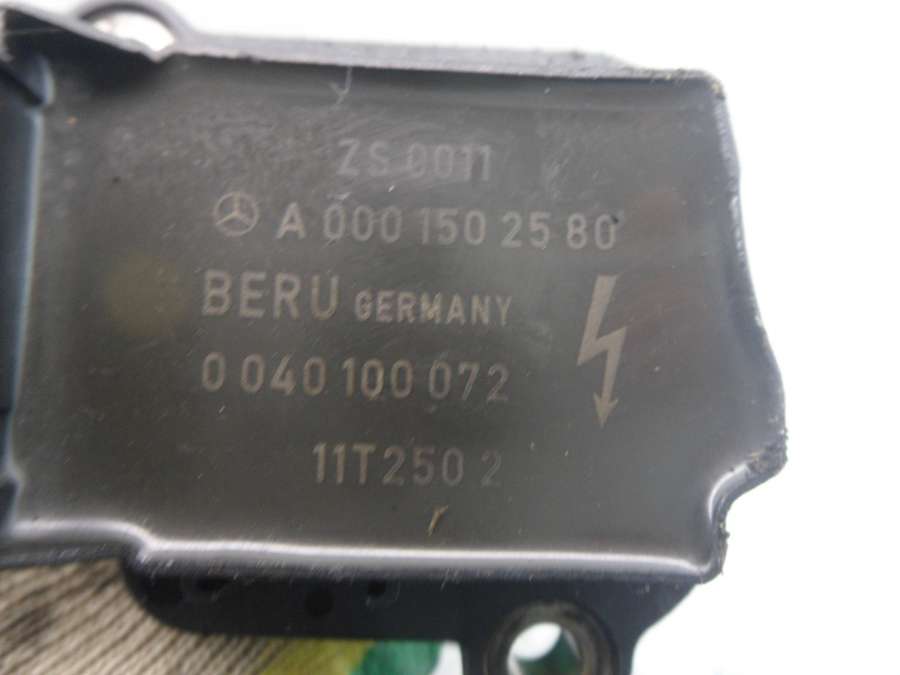 ZS 0011
A 000 150 25 80
BERU GERMANY
0 040 100 072
11T250 2